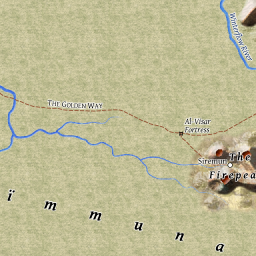 Winterflow River
THE GOLDEN WAY
Al-Visar
Fortress
Siremun
The
Firepea
ï m m u n a